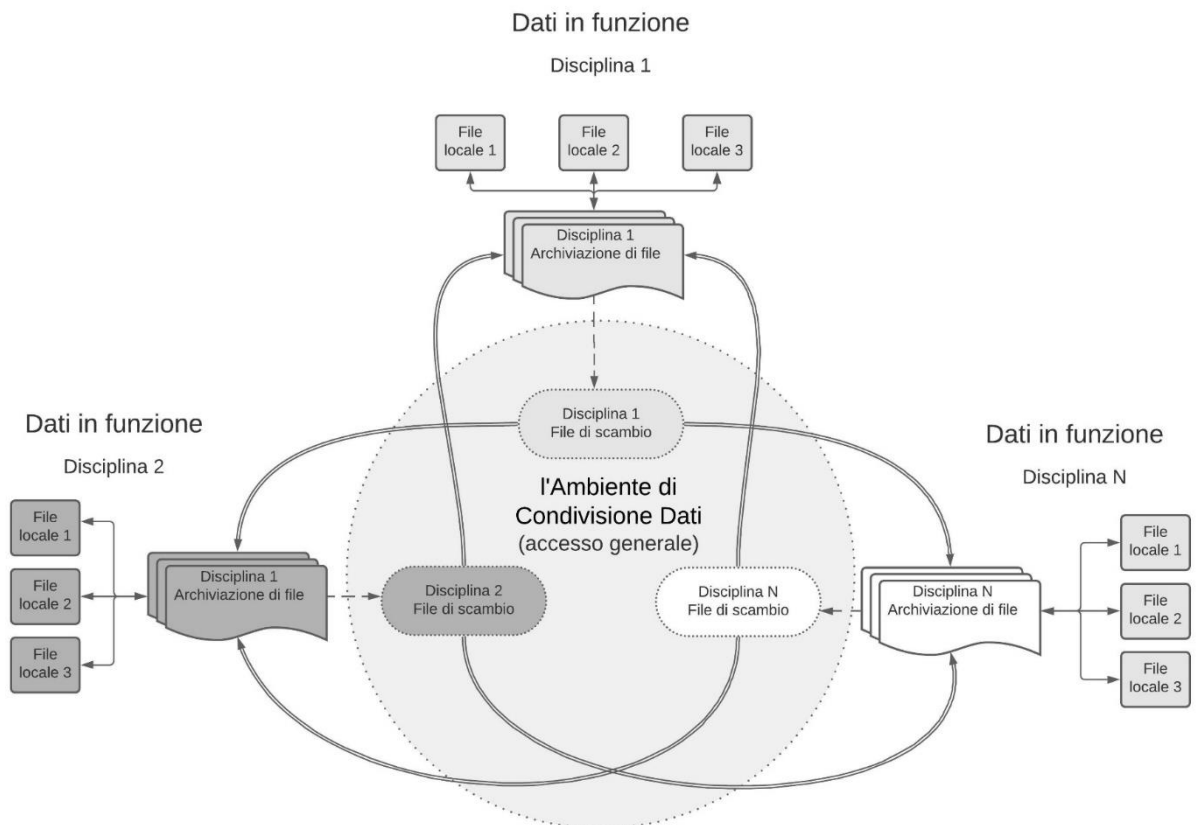 Dati in funzione
Disciplina 1
File
locale 1
File
locale 2
File
locale 3
Disciplina 1
Archiviazione di file
Disciplina 1
File di scambio
l'Ambiente di
Condivisione Dati
(accesso generale)
Dati in funzione
Disciplina 2
File
locale 1
File
locale 2
File
locale 3
Disciplina 1
Archiviazione di file
Disciplina 2
File di scambio
Disciplina N
File di scambio
Dati in funzione
Disciplina N
Disciplina N
Archiviazione di file
File
locale 1
File
locale 2
File
locale 3